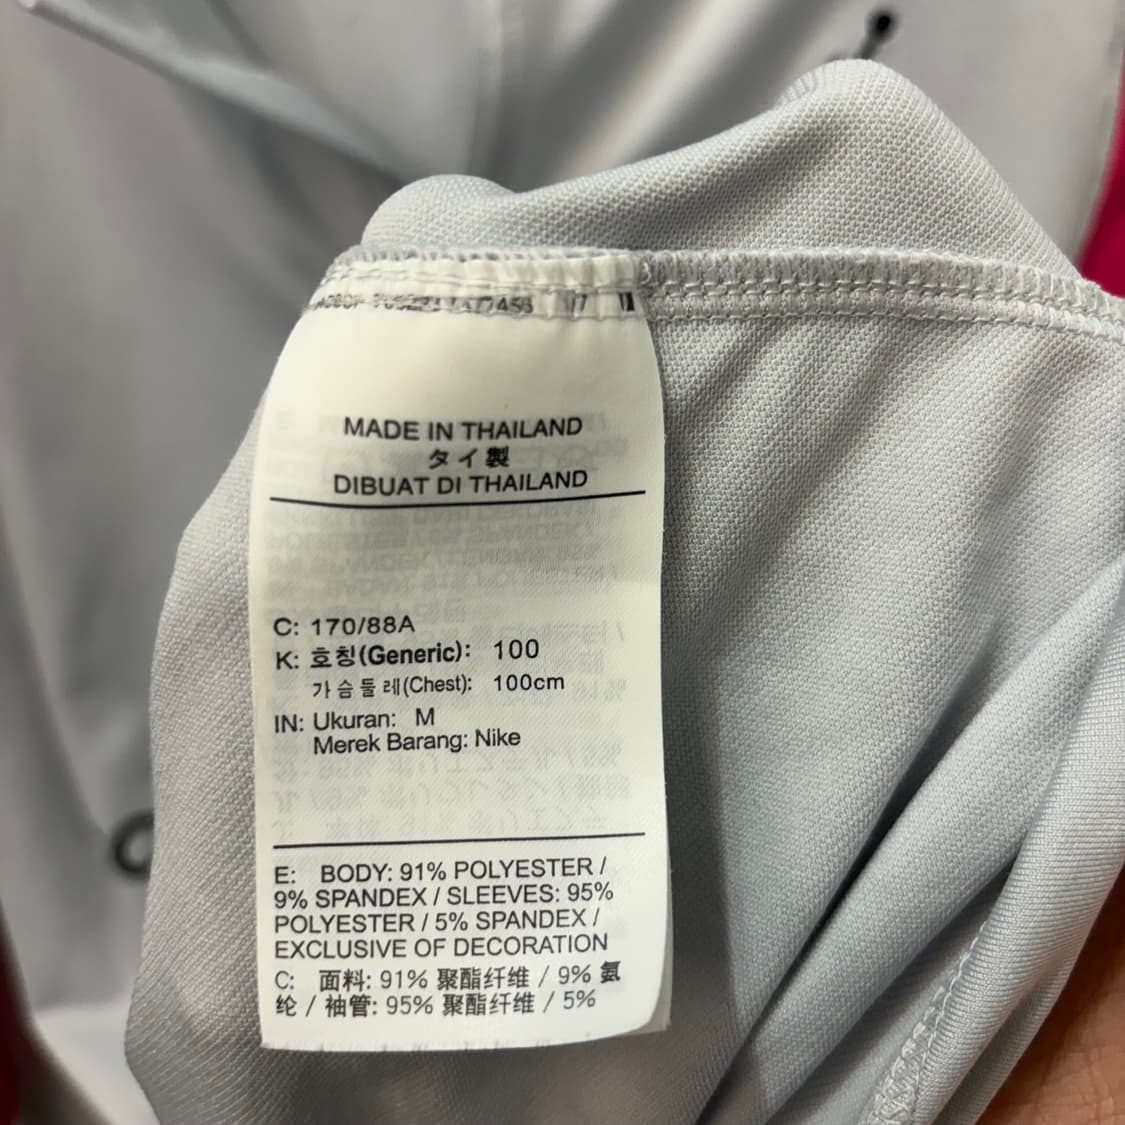 MADE IN THAILAND
タイ製
DIBUAT DI THAILAND
C: 170/88A
K: 호칭(Generic): 100
가슴둘레(Chest): 100cm
IN: Ukuran: M
Merek Barang: Nike
E: BODY: 91% POLYESTER /
9% SPANDEX / SLEEVES: 95%
POLYESTER / 5% SPANDEX /
EXCLUSIVE OF DECORATION
C: 面料: 91% 聚酯纤维 / 9% 氨
纶 / 袖管: 95% 聚酯纤维 / 5%